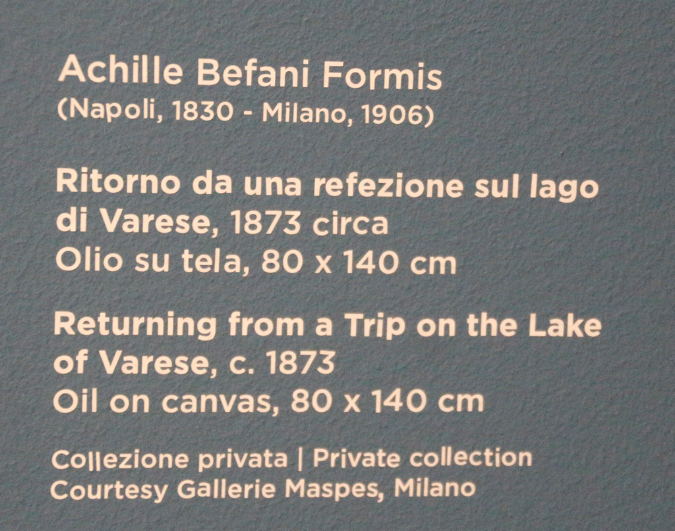 Achille Befani Formis
(Napoli, 1830 - Milano, 1906)
Ritorno da una refezione sul lago
di Varese, 1873 circa
Olio su tela, 80 x 140 cm
Returning from a Trip on the Lake
of Varese, c. 1873
Oil on canvas, 80 x 140 cm
Collezione privata | Private collection
Courtesy Gallerie Maspes, Milano